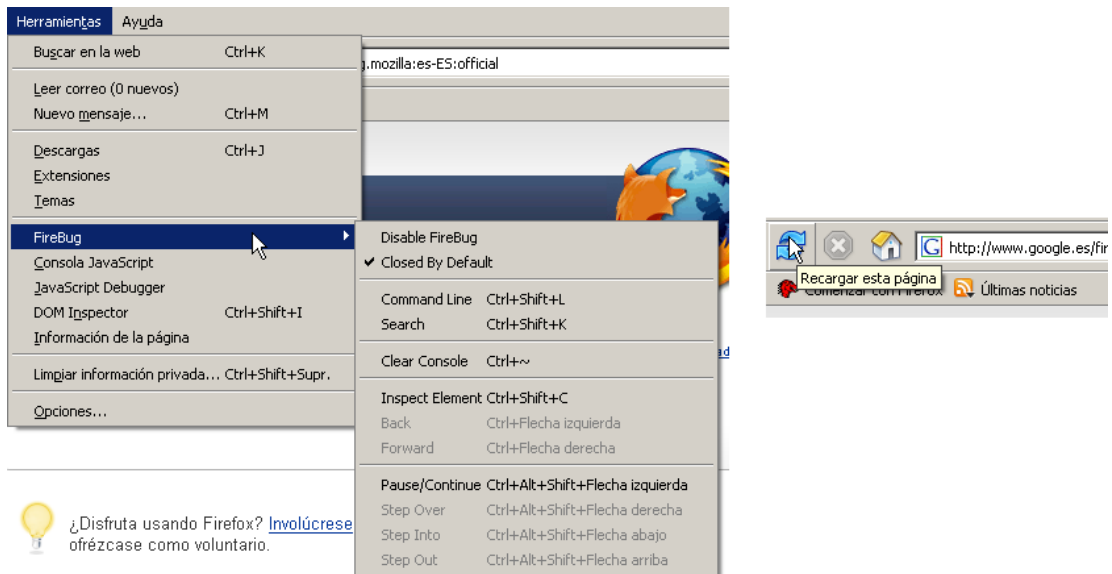 Herramientas Ayuda
Buscar en la web Ctrl+K
g.mozilla:es-ES:official
Leer correo (0 nuevos)
Nuevo mensaje... Ctrl+M
Descargas Ctrl+J
Extensiones
Temas
FireBug
Consola JavaScript
JavaScript Debugger
DOM Inspector Ctrl+Shift+I
Información de la página
Limpiar información privada... Ctrl+Shift+Supr.
Opciones...
Disable FireBug
Closed By Default
Command Line Ctrl+Shift+L
Search Ctrl+Shift+K
Clear Console Ctrl+~
Inspect Element Ctrl+Shift+C
Back Ctrl+Flecha izquierda
Forward Ctrl+Flecha derecha
Pause/Continue Ctrl+Alt+Shift+Flecha izquierda
Step Over Ctrl+Alt+Shift+Flecha derecha
Step Into Ctrl+Alt+Shift+Flecha abajo
Step Out Ctrl+Alt+Shift+Flecha arriba
ad
¿Disfruta usando Firefox? Involúcrese
ofrézcase como voluntario.
G http://www.google.es/fir
Recargar esta página
Comenzar con Firefox Últimas noticias